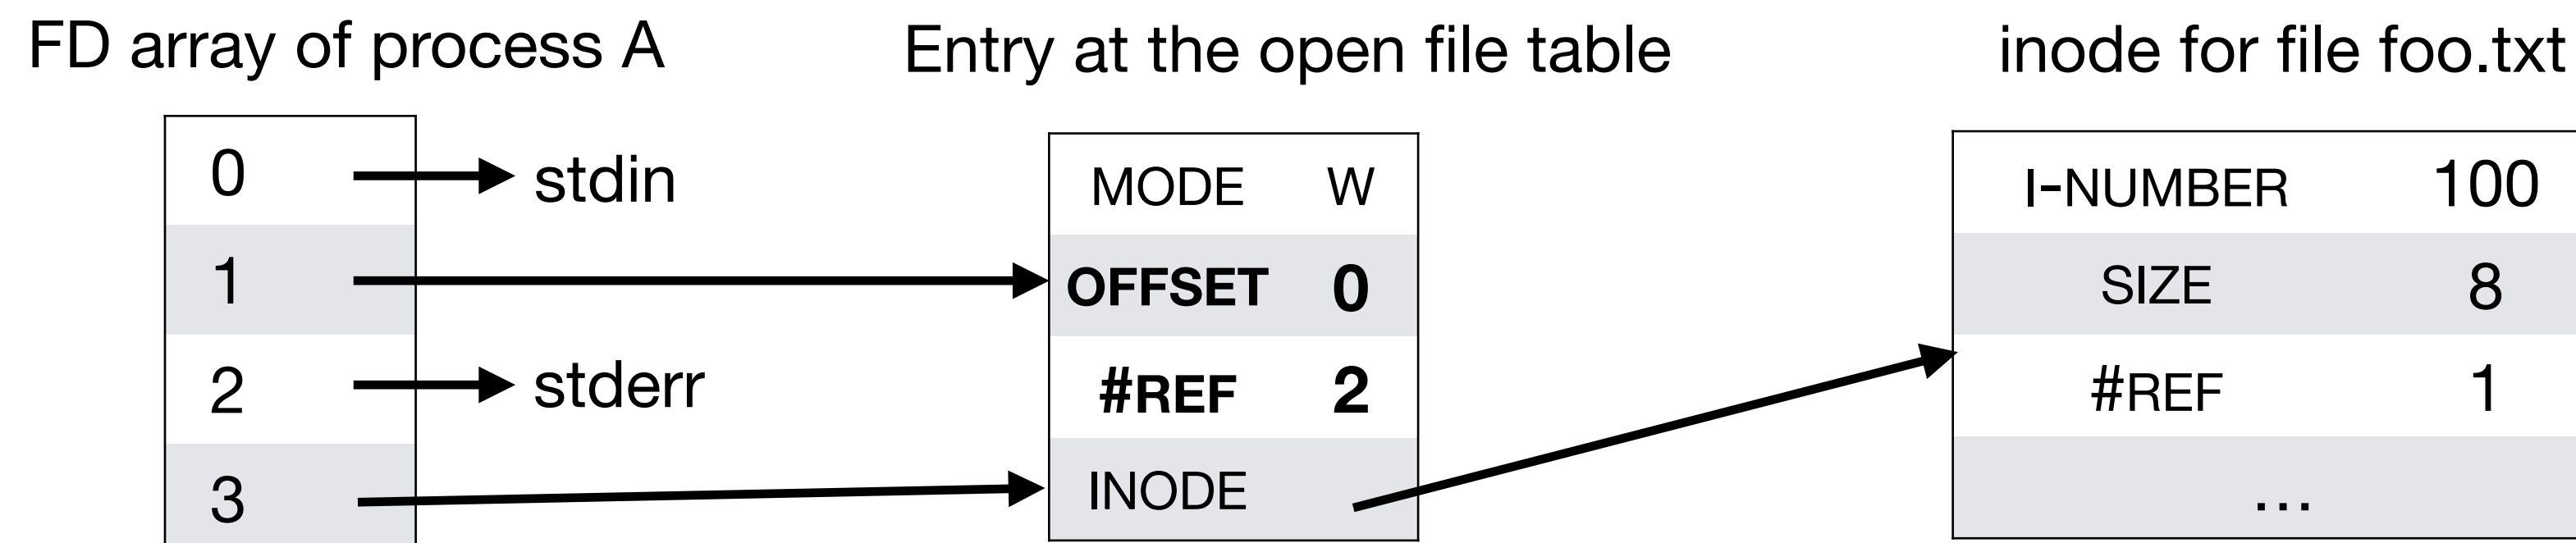 FD array of process A
Entry at the open file table
inode for file foo.txt
0 stdin
1
2 stderr
3
MODE W
OFFSET 0
#REF 2
INODE
I-NUMBER 100
SIZE 8
#REF 1
...